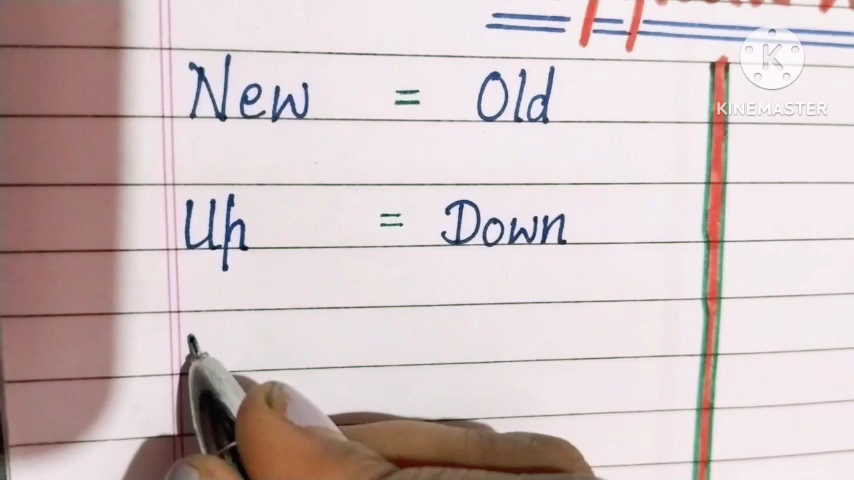 KINEMASTER
New = Old
Up = Down